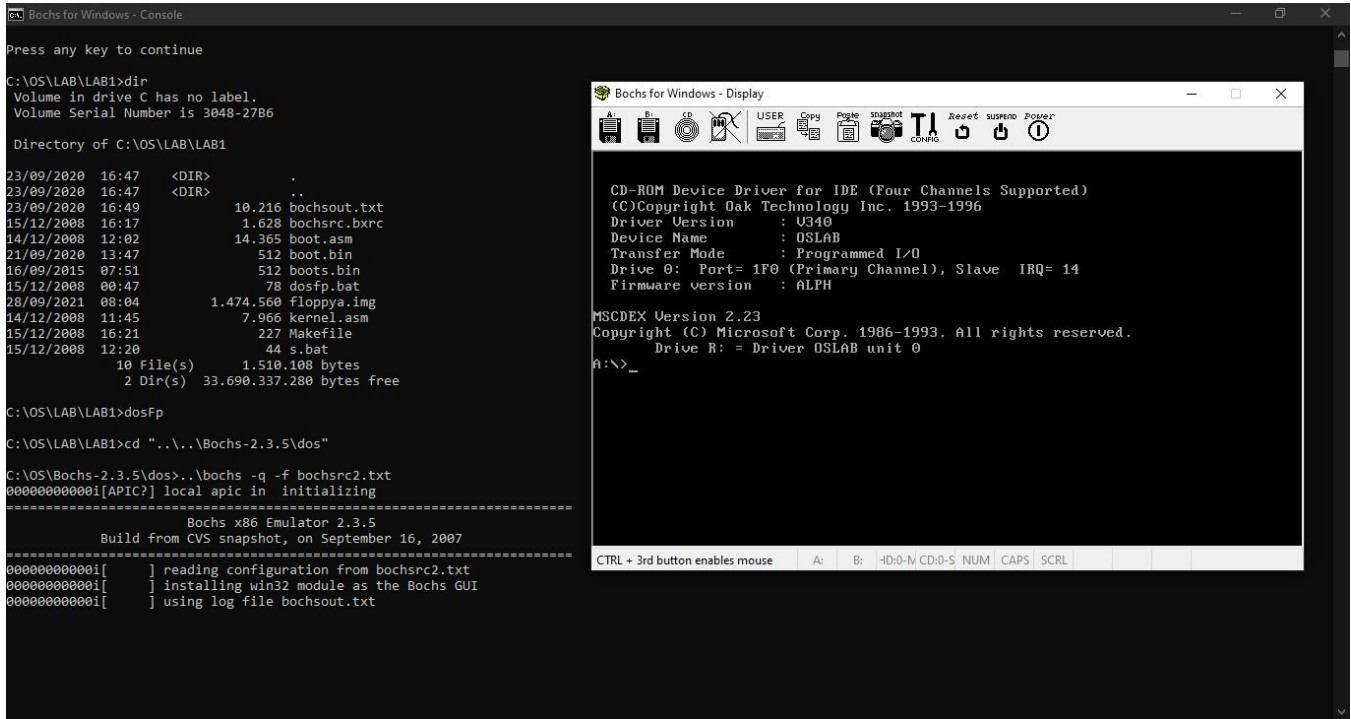 Bochs for Windows - Console
Press any key to continue
C:\OS\LAB\LAB1>dir
 Volume in drive C has no label.
 Volume Serial Number is 3048-27B6
 Directory of C:\OS\LAB\LAB1
23/09/2020  16:47    <DIR>          .
23/09/2020  16:47    <DIR>          ..
23/09/2020  16:49            10.216 bochsout.txt
15/12/2008  16:17             1.628 bochsrc.bxrc
14/12/2008  12:02            14.365 boot.asm
21/09/2020  13:47               512 boot.bin
16/09/2015  07:51               512 boots.bin
15/12/2008  00:47                78 dosfp.bat
28/09/2021  08:04         1.474.560 floppya.img
14/12/2008  11:45             7.966 kernel.asm
15/12/2008  16:21               227 Makefile
15/12/2008  12:20                44 s.bat
              10 File(s)      1.510.108 bytes
               2 Dir(s)  33.690.337.280 bytes free
C:\OS\LAB\LAB1>dosFp
C:\OS\LAB\LAB1>cd "..\..\Bochs-2.3.5\dos"
C:\OS\Bochs-2.3.5\dos>..\bochs -q -f bochsrc2.txt
00000000000i[APIC?] local apic in  initializing
========================================================================
Bochs x86 Emulator 2.3.5
Build from CVS snapshot, on September 16, 2007
========================================================================
00000000000i[     ] reading configuration from bochsrc2.txt
00000000000i[     ] installing win32 module as the Bochs GUI
00000000000i[     ] using log file bochsout.txt
Bochs for Windows - Display
A: B: CD USER Copy Paste snapshot CONFIG Reset SUSPEND Power
CD-ROM Device Driver for IDE (Four Channels Supported)
(C)Copyright Oak Technology Inc. 1993-1996
Driver Version     : V340
Device Name        : OSLAB
Transfer Mode      : Programmed I/O
Drive 0:  Port= 1F0 (Primary Channel), Slave  IRQ= 14
Firmware version   : ALPH
MSCDEX Version 2.23
Copyright (C) Microsoft Corp. 1986-1993. All rights reserved.
Drive R: = Driver OSLAB unit 0
A:\>_
CTRL + 3rd button enables mouse A: B: HD:0-M CD:0-S NUM CAPS SCRL